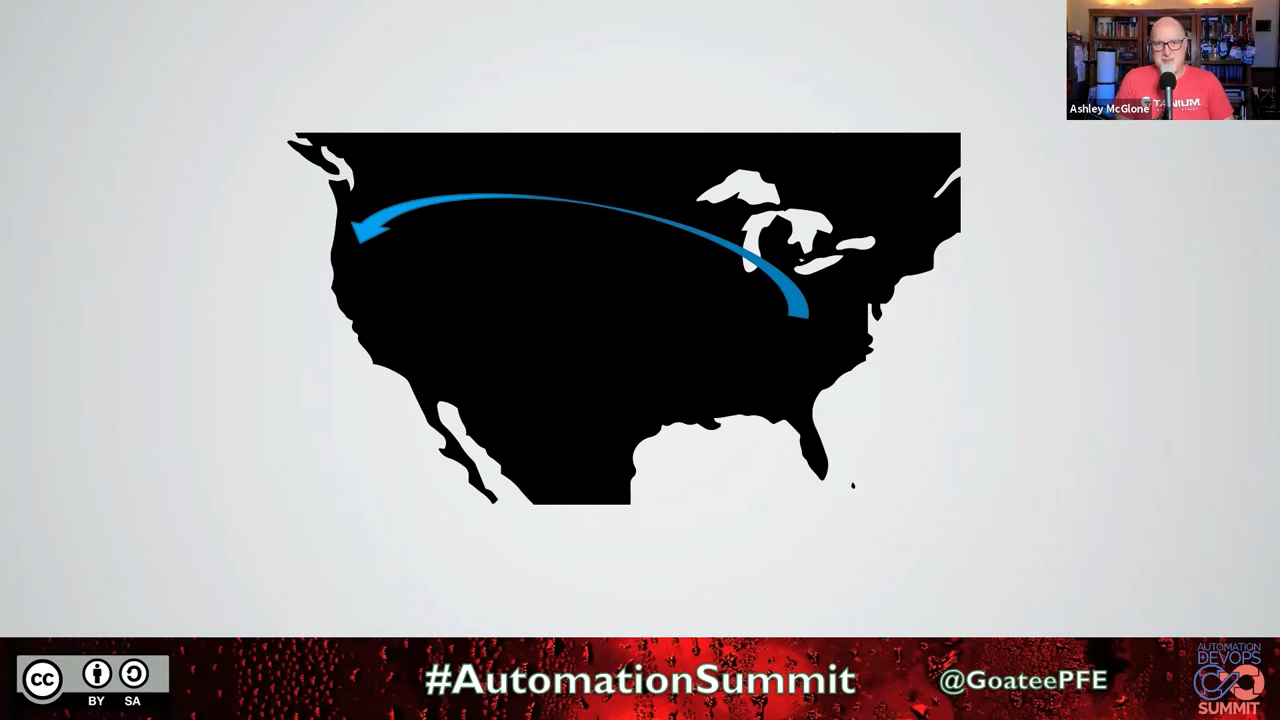 Ashley McGlone
TANIUM
cc
BY SA
#AutomationSummit
@GoateePFE
AUTOMATION
DEVOPS
SUMMIT